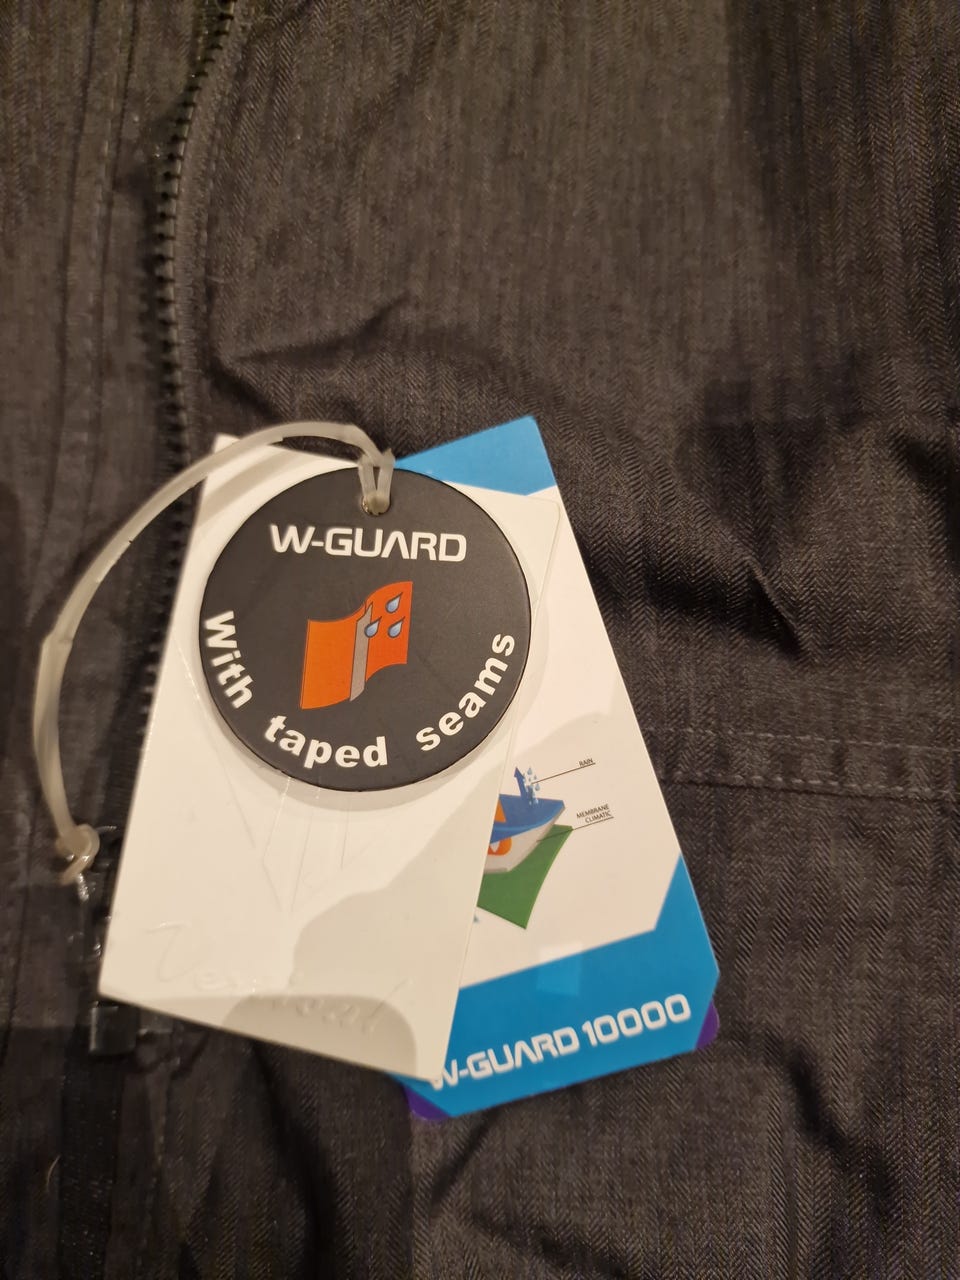 W-GUARD
With taped seams
RAIN
MEMBRANE
CLIMATIC
W-GUARD 10000